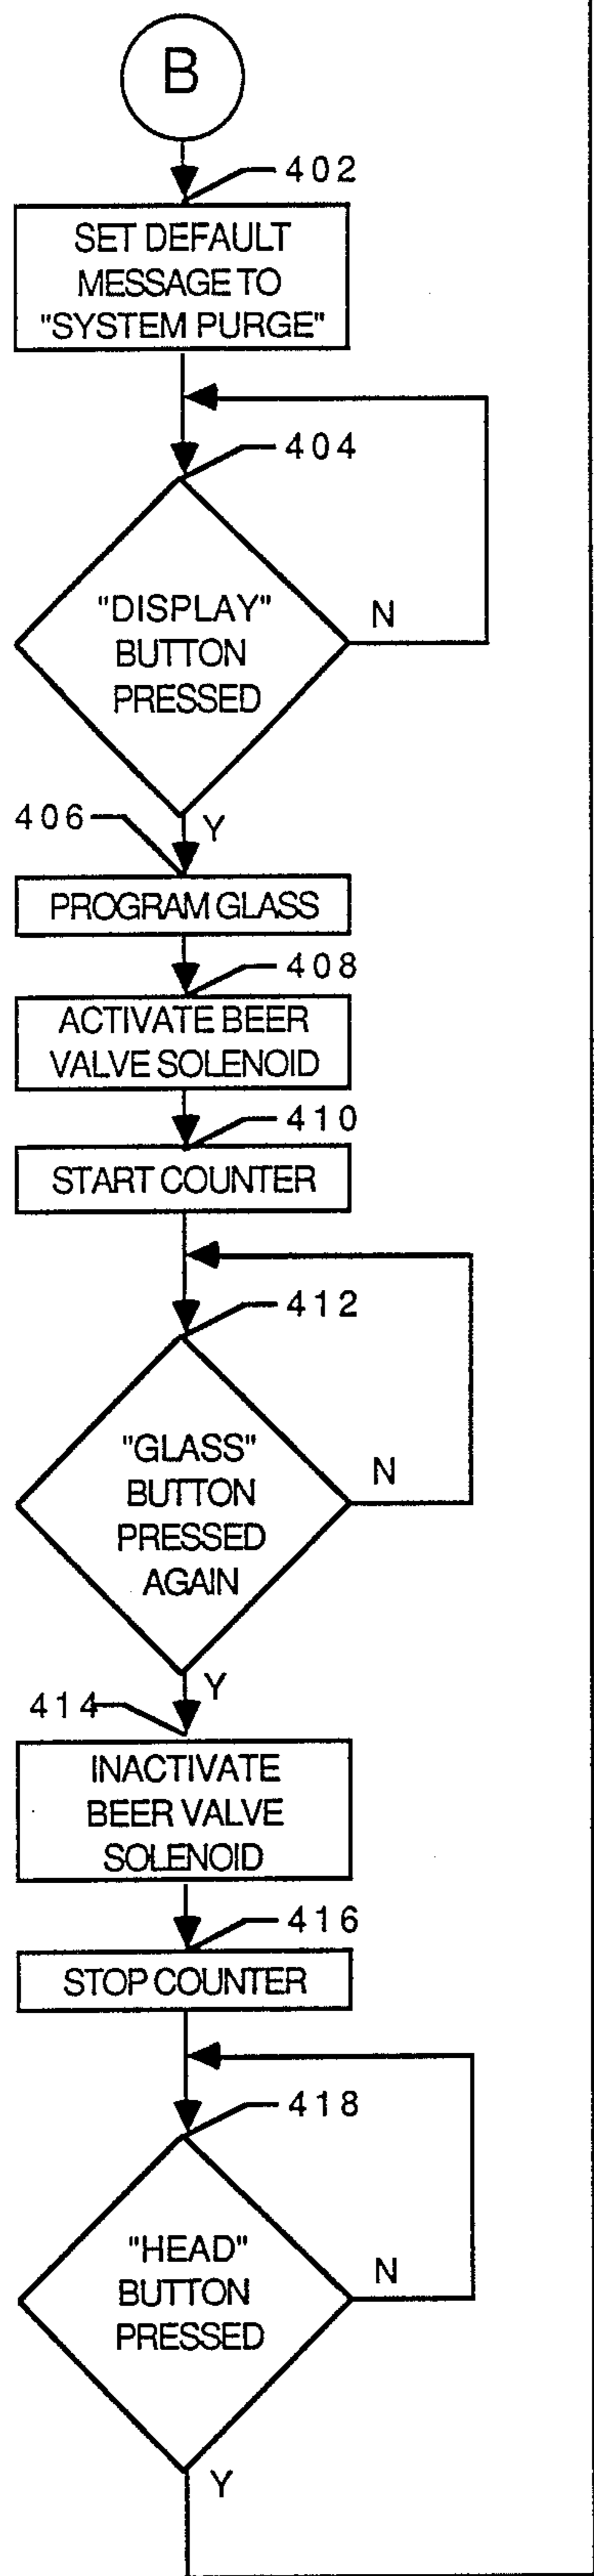 B
402
SET DEFAULT
MESSAGE TO
"SYSTEM PURGE"
404
"DISPLAY"
BUTTON
PRESSED
N
406
Y
PROGRAM GLASS
408
ACTIVATE BEER
VALVE SOLENOID
410
START COUNTER
412
"GLASS"
BUTTON
PRESSED
AGAIN
N
Y
414
INACTIVATE
BEER VALVE
SOLENOID
416
STOP COUNTER
418
"HEAD"
BUTTON
PRESSED
N
Y